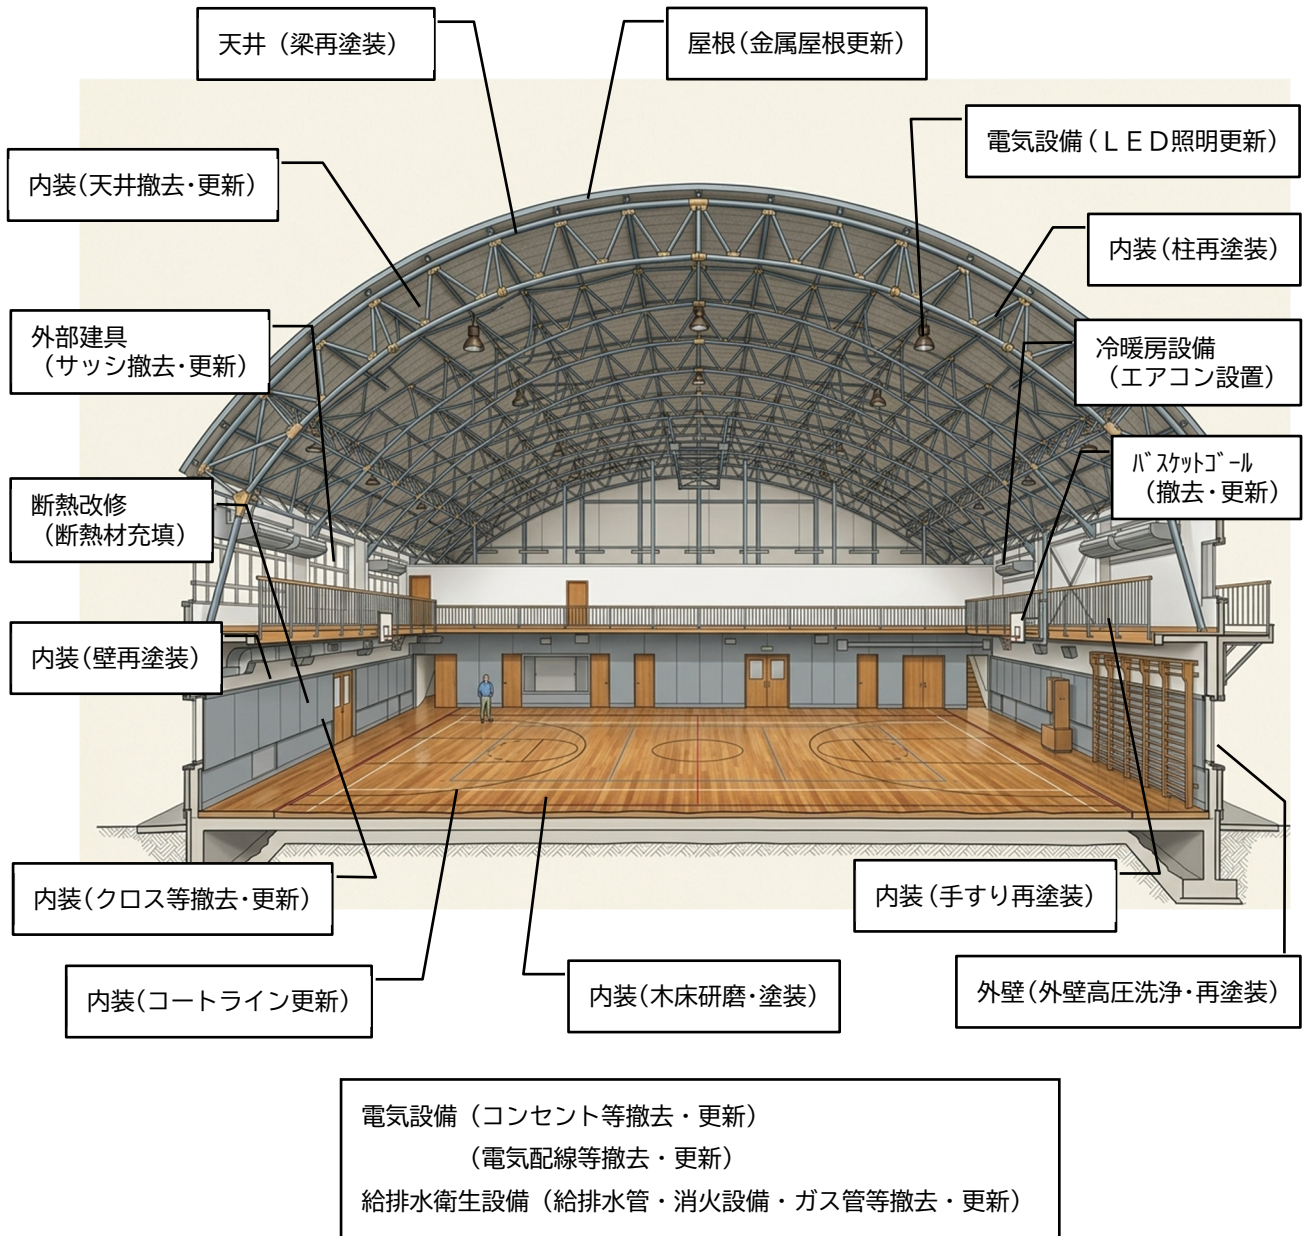 天井（梁再塗装）
屋根(金属屋根更新)
電気設備(ＬＥＤ照明更新)
内装(天井撤去･更新)
内装(柱再塗装)
外部建具
（サッシ撤去･更新）
冷暖房設備
（エアコン設置）
ﾊﾞｽｹｯﾄｺﾞｰﾙ
（撤去・更新）
断熱改修
（断熱材充填）
内装(壁再塗装)
内装(クロス等撤去･更新)
内装(手すり再塗装)
内装(コートライン更新)
内装(木床研磨･塗装)
外壁(外壁高圧洗浄･再塗装)
電気設備（コンセント等撤去・更新）
（電気配線等撤去・更新）
給排水衛生設備（給排水管・消火設備・ガス管等撤去・更新）